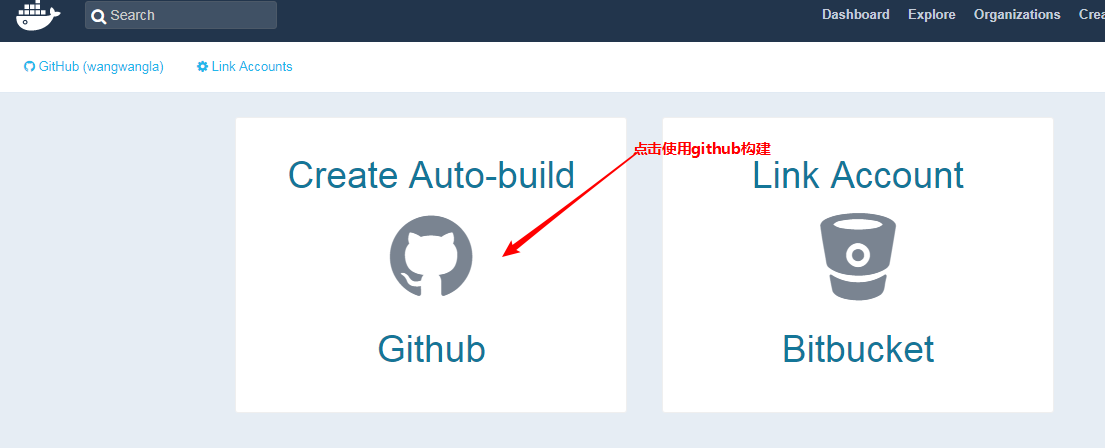 Search
Dashboard Explore Organizations Crea
GitHub (wangwangla) Link Accounts
点击使用github构建
Create Auto-build
Link Account
Github
Bitbucket